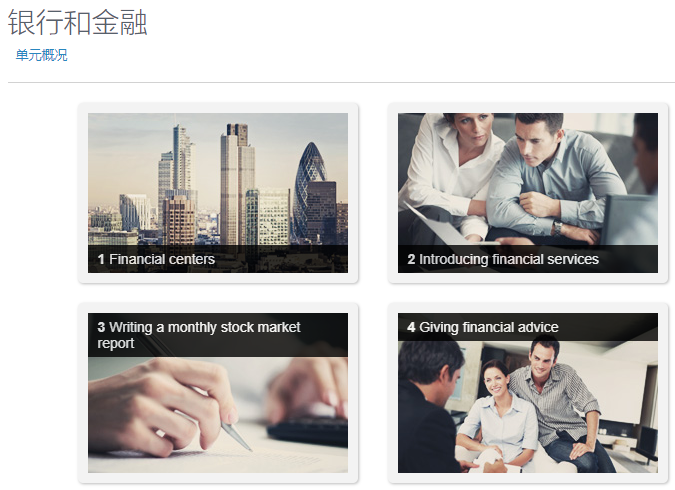 银行和金融
单元概况
1 Financial centers
2 Introducing financial services
3 Writing a monthly stock market
report
4 Giving financial advice